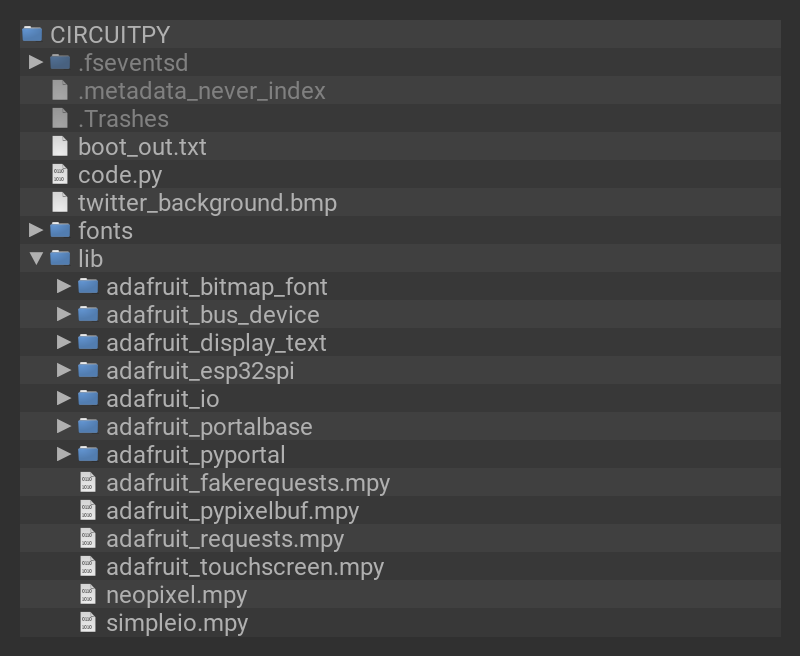 CIRCUITPY
.fseventsd
.metadata_never_index
.Trashes
boot_out.txt
code.py
twitter_background.bmp
fonts
lib
adafruit_bitmap_font
adafruit_bus_device
adafruit_display_text
adafruit_esp32spi
adafruit_io
adafruit_portalbase
adafruit_pyportal
adafruit_fakerequests.mpy
adafruit_pypixelbuf.mpy
adafruit_requests.mpy
adafruit_touchscreen.mpy
neopixel.mpy
simpleio.mpy